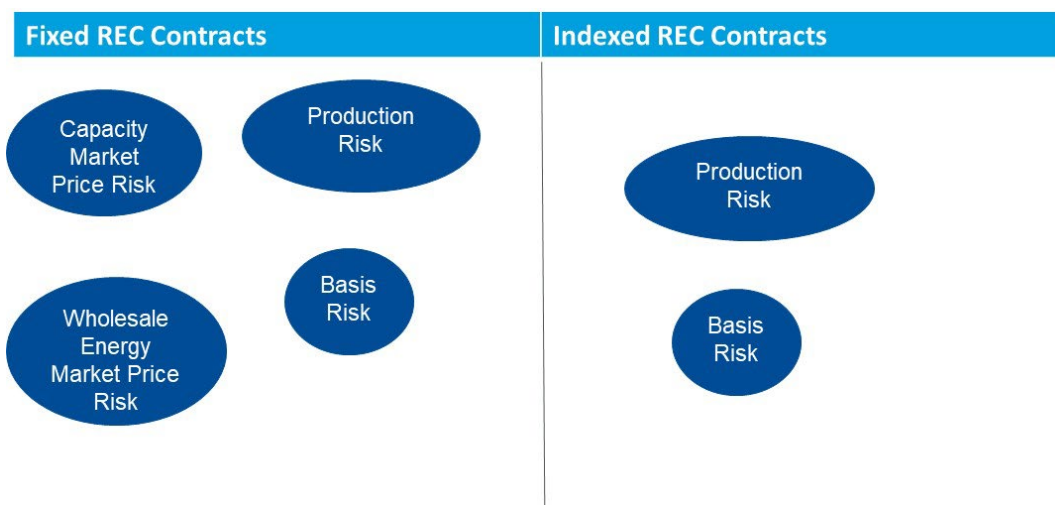 Fixed REC Contracts
Indexed REC Contracts
Capacity
Market
Price Risk
Production
Risk
Wholesale
Energy
Market Price
Risk
Basis
Risk
Production
Risk
Basis
Risk